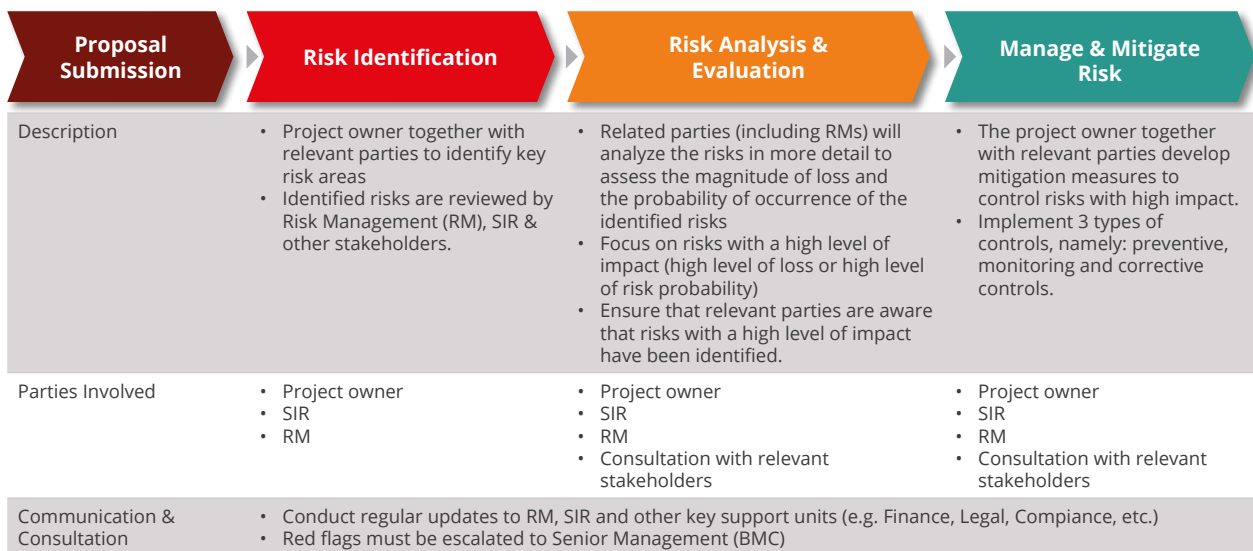 Proposal
Submission
Risk Identification
Risk Analysis &
Evaluation
Manage & Mitigate
Risk
Description
• Project owner together with
relevant parties to identify key
risk areas
• Identified risks are reviewed by
Risk Management (RM), SIR &
other stakeholders.
• Related parties (including RMs) will
analyze the risks in more detail to
assess the magnitude of loss and
the probability of occurrence of the
identified risks
• Focus on risks with a high level of
impact (high level of loss or high level
of risk probability)
• Ensure that relevant parties are aware
that risks with a high level of impact
have been identified.
• The project owner together
with relevant parties develop
mitigation measures to
control risks with high impact.
• Implement 3 types of
controls, namely: preventive,
monitoring and corrective
controls.
Parties Involved
• Project owner
• SIR
• RM
• Project owner
• SIR
• RM
• Consultation with relevant
stakeholders
• Project owner
• SIR
• RM
• Consultation with relevant
stakeholders
Communication &
Consultation
• Conduct regular updates to RM, SIR and other key support units (e.g. Finance, Legal, Compliance, etc.)
• Red flags must be escalated to Senior Management (BMC)